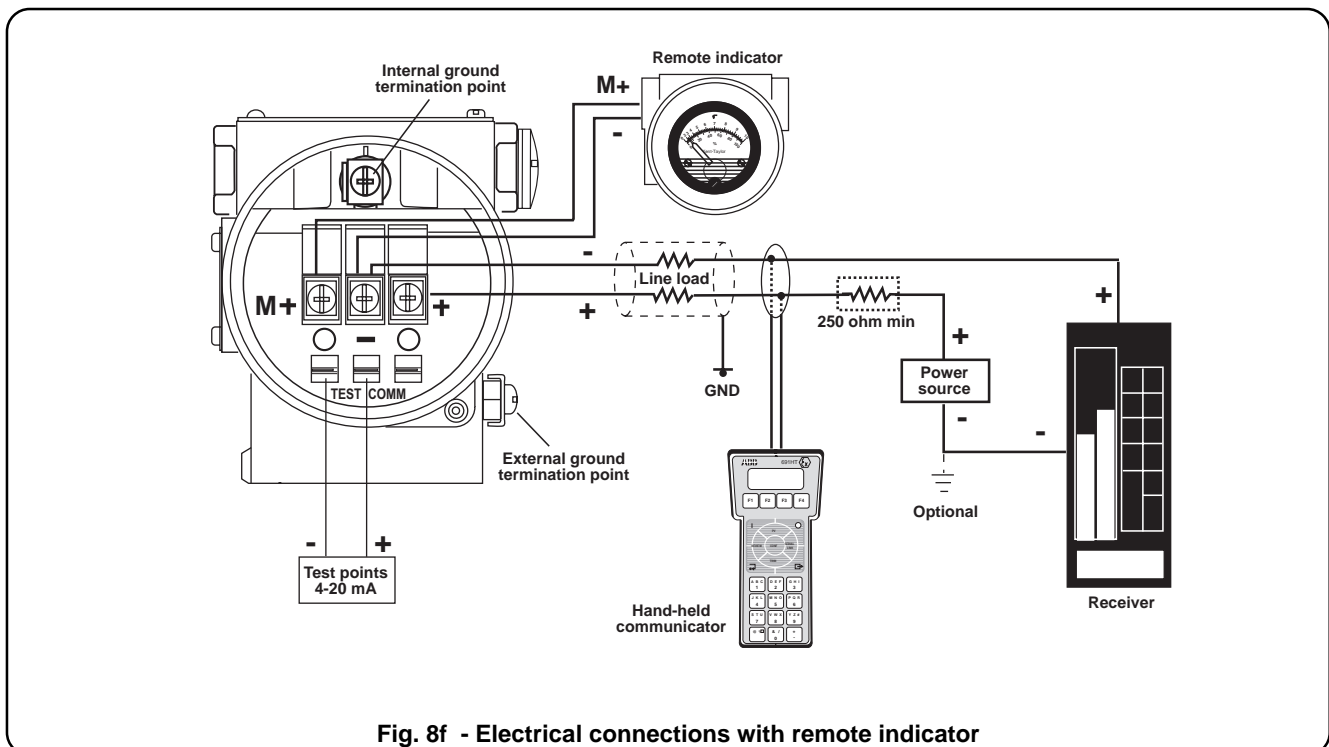 Remote indicator
Internal ground
termination point
M+
-
%
-
Line load
+
M+
+
250 ohm min
+
+
Power
source
-
-
GND
TEST COMM
External ground
termination point
Optional
-
+
Test points
4-20 mA
ABB
F1 F2 F3 F4
Hand-held
communicator
Receiver
Fig. 8f - Electrical connections with remote indicator